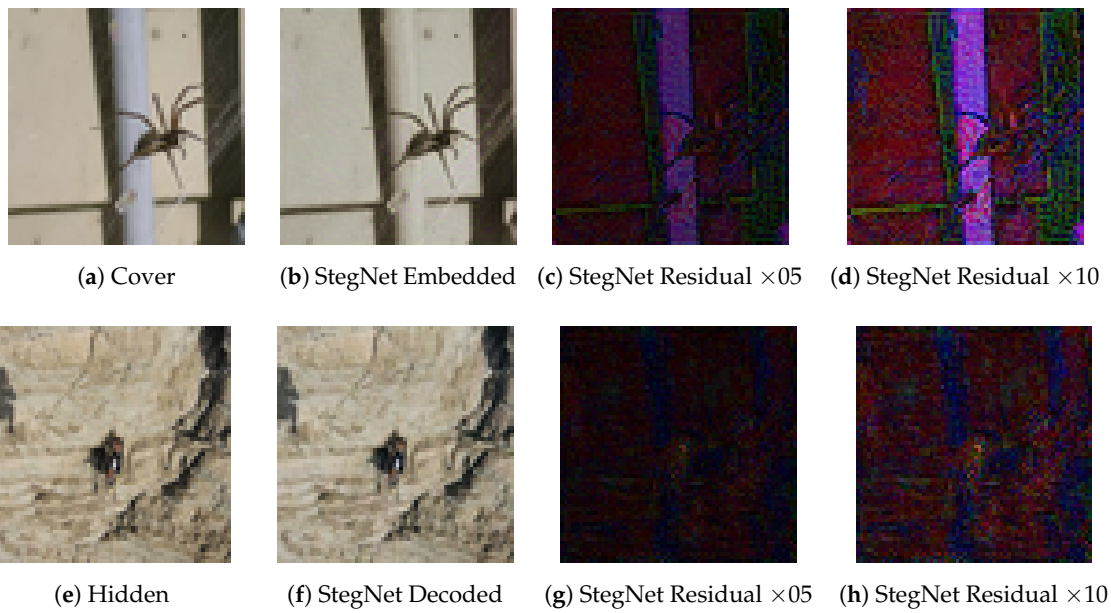 (a) Cover
(b) StegNet Embedded
(c) StegNet Residual ×05
(d) StegNet Residual ×10
(e) Hidden
(f) StegNet Decoded
(g) StegNet Residual ×05
(h) StegNet Residual ×10